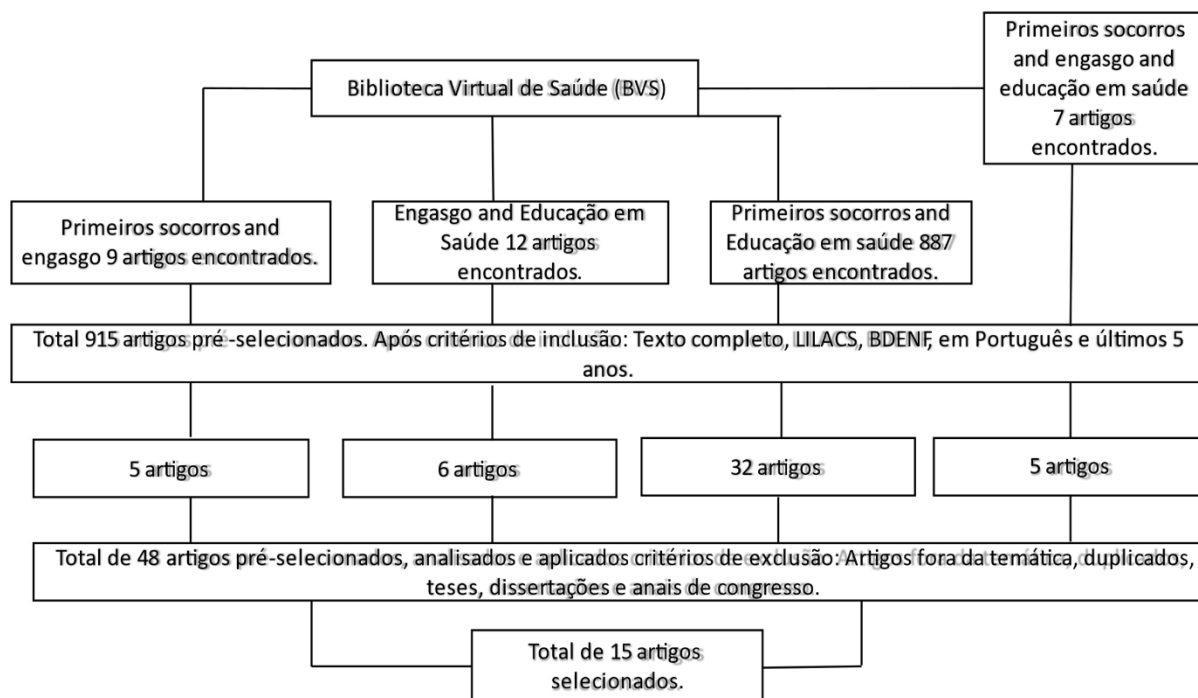 Biblioteca Virtual de Saúde (BVS)
Primeiros socorros
and engasgo and
educação em saúde
7 artigos
encontrados.
Primeiros socorros and
engasgo 9 artigos encontrados.
Engasgo and Educação em
Saúde 12 artigos
encontrados.
Primeiros socorros and
Educação em saúde 887
artigos encontrados.
Total 915 artigos pré -selecionados. Após critérios de inclusão: Texto completo, LILACS, BDENF, em Português e últimos 5
anos.
5 artigos
6 artigos
32 artigos
5 artigos
Total de 48 artigos pré-selecionados, analisados e aplicados critérios de exclusão: Artigos fora da temática, duplicados,
teses, dissertações e anais de congresso.
Total de 15 artigos
selecionados.